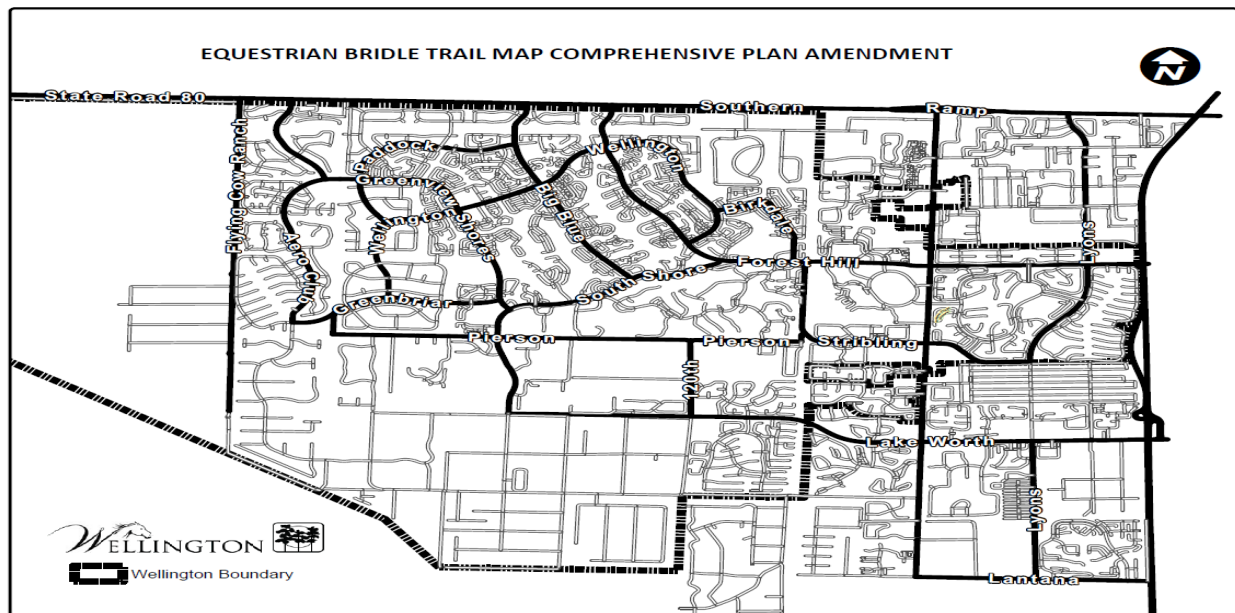 EQUESTRIAN BRIDLE TRAIL MAP COMPREHENSIVE PLAN AMENDMENT
N
State Road 80
Southern
Ramp
Flying Cow Ranch
Paddock
Wellington
Greenview Shores
Wellington
Big Blue
Birkdale
Aero Club
Lyons
Forest Hill
South Shore
Greenbriar
Pierson
Pierson
Stribling
120th
Lake Worth
Lyons
Lantana
WELLINGTON
Wellington Boundary